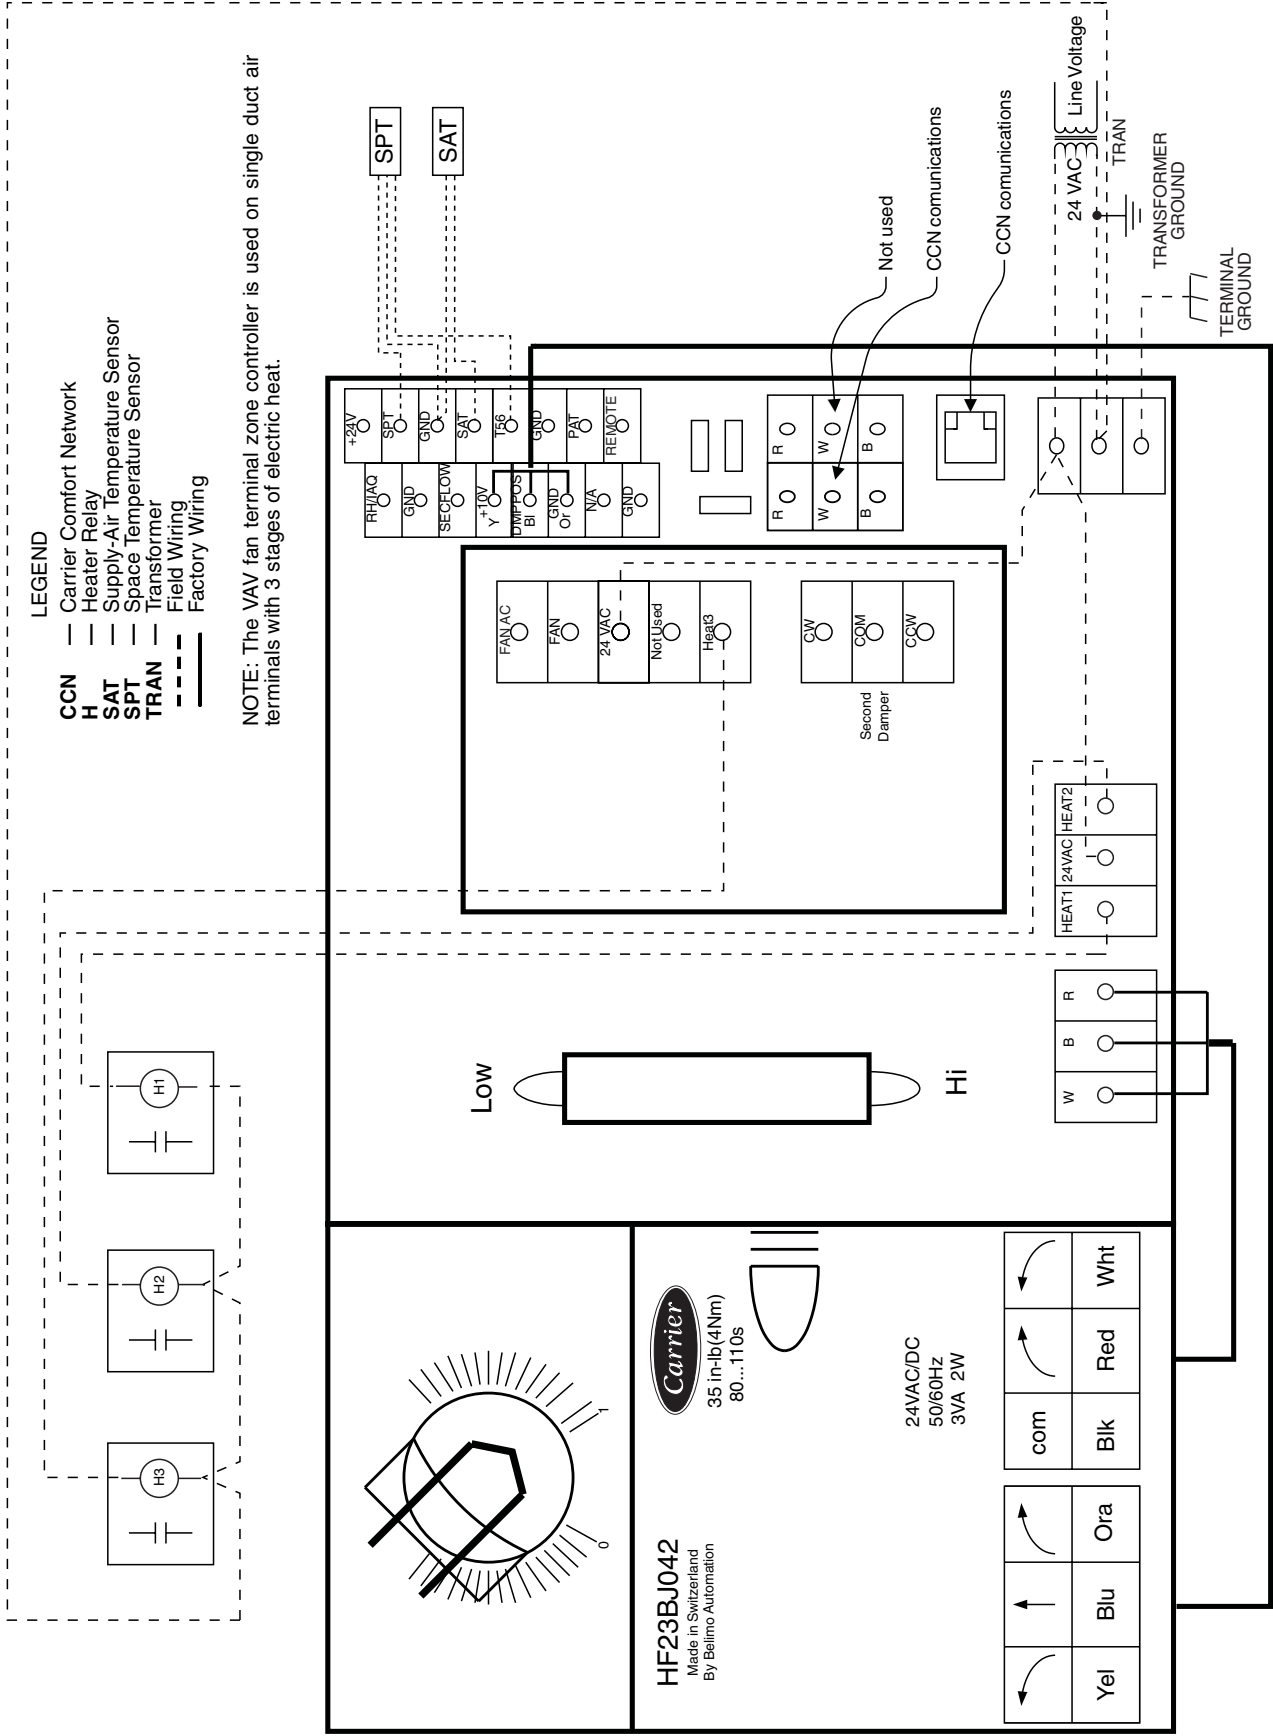 LEGEND
CCN — Carrier Comfort Network
H — Heater Relay
SAT — Supply-Air Temperature Sensor
SPT — Space Temperature Sensor
TRAN — Transformer
Field Wiring
Factory Wiring
NOTE: The VAV fan terminal zone controller is used on single duct air
terminals with 3 stages of electric heat.
SPT
SAT
H3
H2
H1
+24V
SPT
GND
SAT
T56
GND
PAT
REMOTE
RH/IAQ
GND
SECFLOW
+10V
Y
DMPPOS
Bl
GND
Or
N/A
GND
R
W
B
R
W
B
Not used
CCN comunications
CCN comunications
Line Voltage
24 VAC
TRAN
TRANSFORMER
GROUND
TERMINAL
GROUND
FAN AC
FAN
24 VAC
Not Used
Heat3
CW
COM
CCW
Second
Damper
HEAT1
24VAC
HEAT2
W
B
R
Low
Hi
0
1
HF23BJ042
Made in Switzerland
By Belimo Automation
Carrier
35 in-lb(4Nm)
80...110s
24VAC/DC
50/60Hz
3VA 2W
com
Yel
Blu
Ora
Blk
Red
Wht